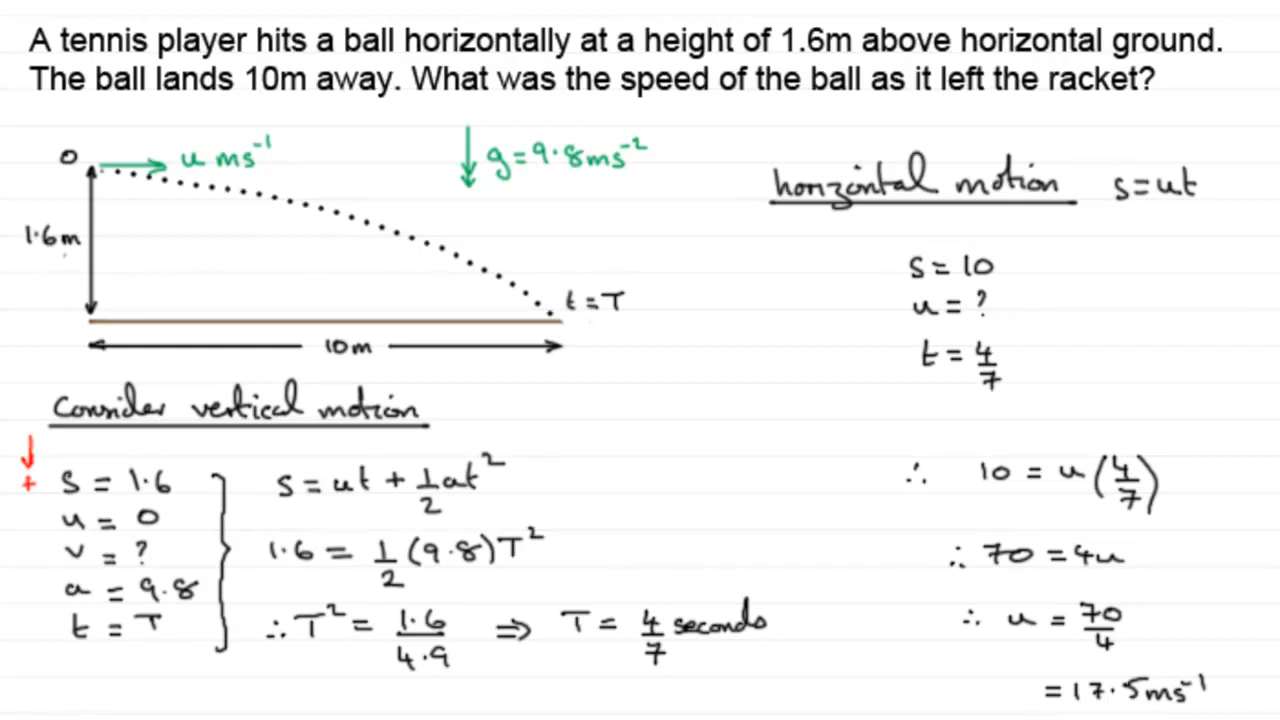 A tennis player hits a ball horizontally at a height of 1.6m above horizontal ground.
The ball lands 10m away. What was the speed of the ball as it left the racket?
O
u ms⁻¹
g = 9.8ms⁻²
1.6m
t = T
10m
Consider vertical motion
+
s = 1.6
u = 0
v = ?
a = 9.8
t = T
s = ut + 1/2 at²
1.6 = 1/2 (9.8)T²
∴ T² = 1.6/4.9 ⇒ T = 4/7 seconds
horizontal motion s = ut
s = 10
u = ?
t = 4/7
∴ 10 = u(4/7)
∴ 70 = 4u
∴ u = 70/4
= 17.5ms⁻¹